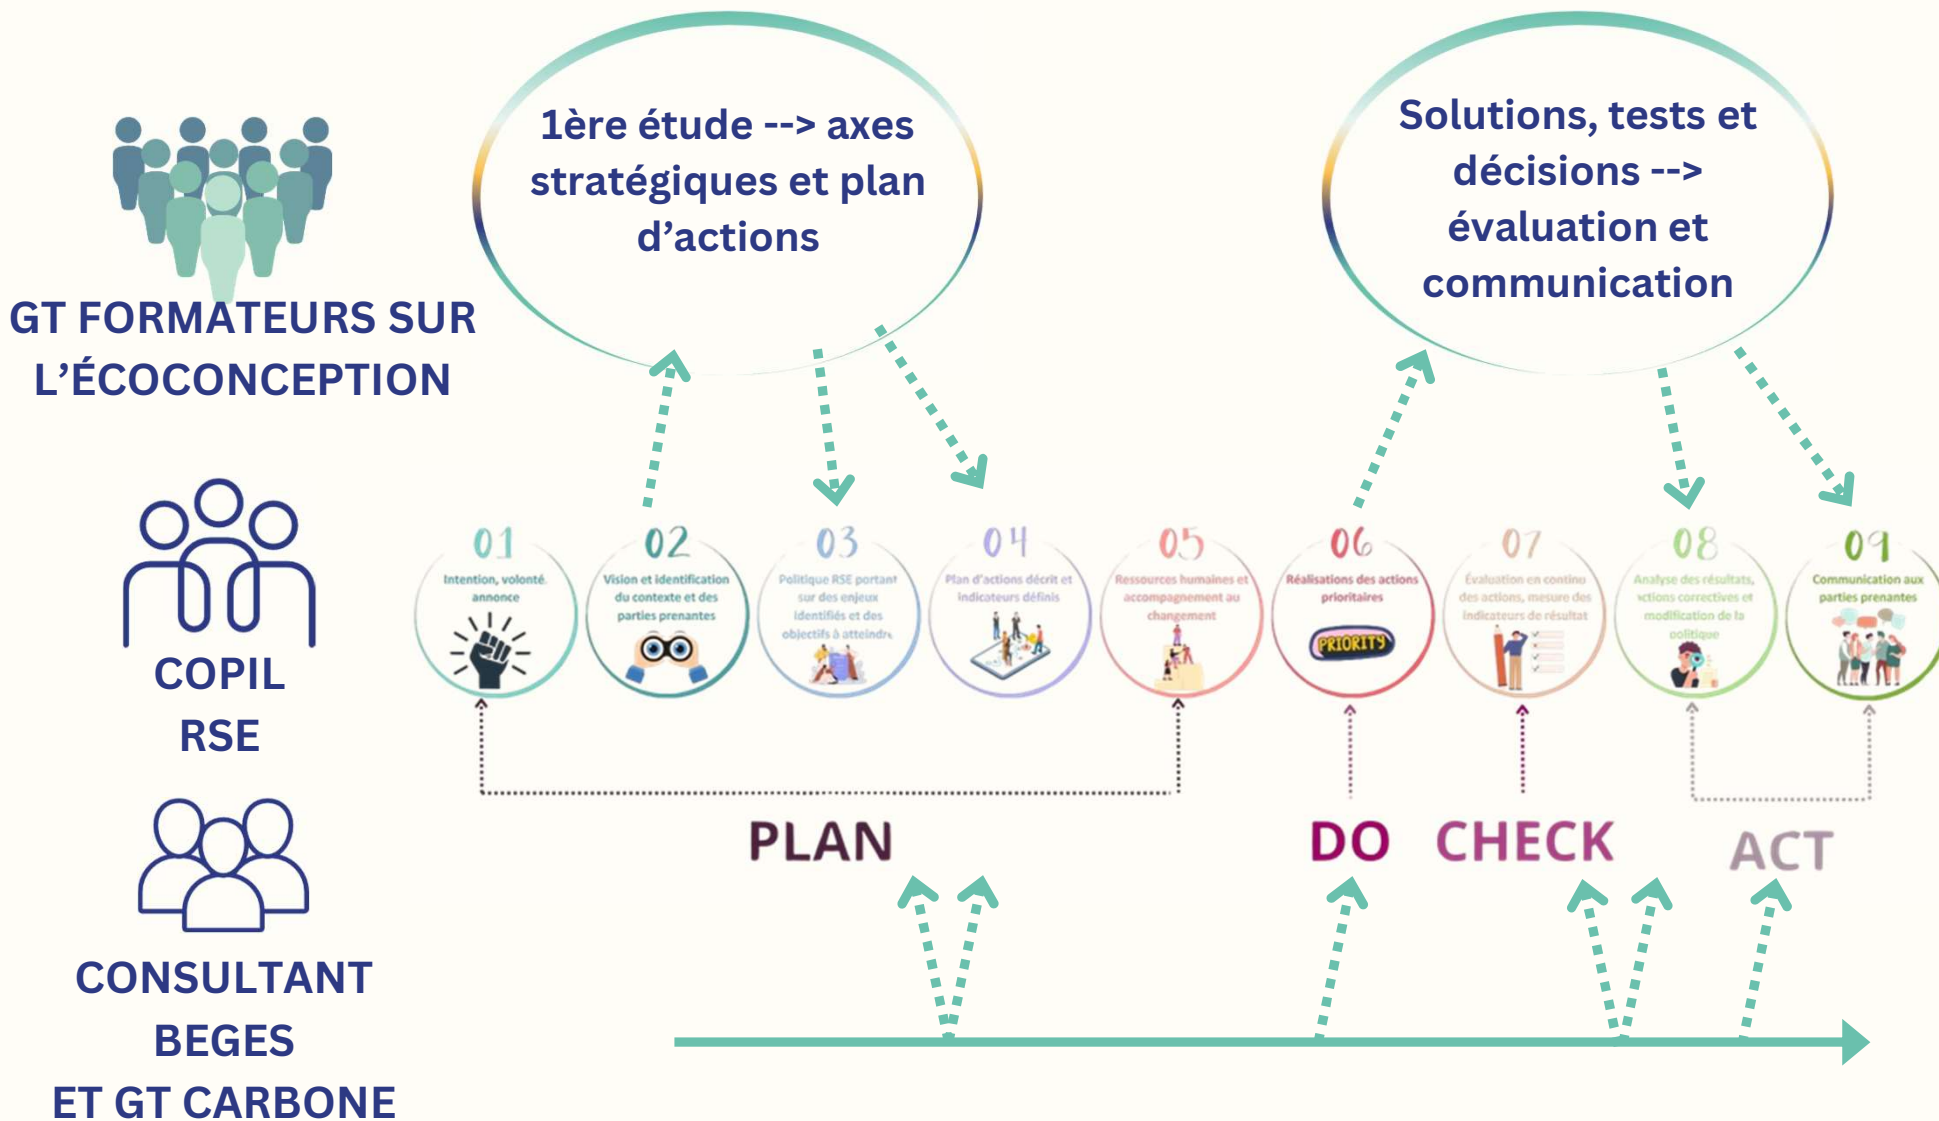 1ère étude --> axes
stratégiques et plan
d’actions
Solutions, tests et
décisions -->
évaluation et
communication
GT FORMATEURS SUR
L’ÉCOCONCEPTION
COPIL
RSE
01
Intention, volonté,
annonce
02
Vision et identification
du contexte et des
parties prenantes
03
Politique RSE portant
sur des enjeux
identifiés et des
objectifs à atteindre
04
Plan d'actions décrit et
indicateurs définis
05
Ressources humaines et
accompagnement au
changement
06
Réalisations des actions
prioritaires
PRIORITY
07
Évaluation en continu
des actions, mesure des
indicateurs de résultat
08
Analyse des résultats,
actions correctives et
modification de la
politique
09
Communication aux
parties prenantes
PLAN
DO
CHECK
ACT
CONSULTANT
BEGES
ET GT CARBONE